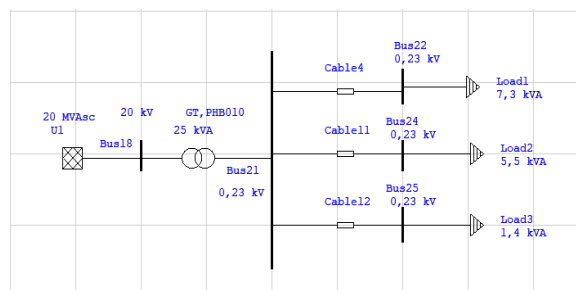 Bus22
0,23 kV
Cable4
Load1
7,3 kVA
20 kV
GT,PHB010
20 MVAsc
25 kVA
U1
Bus18
Cable11
Bus24
0,23 kV
Load2
5,5 kVA
Bus21
0,23 kV
Cable12
Bus25
0,23 kV
Load3
1,4 kVA